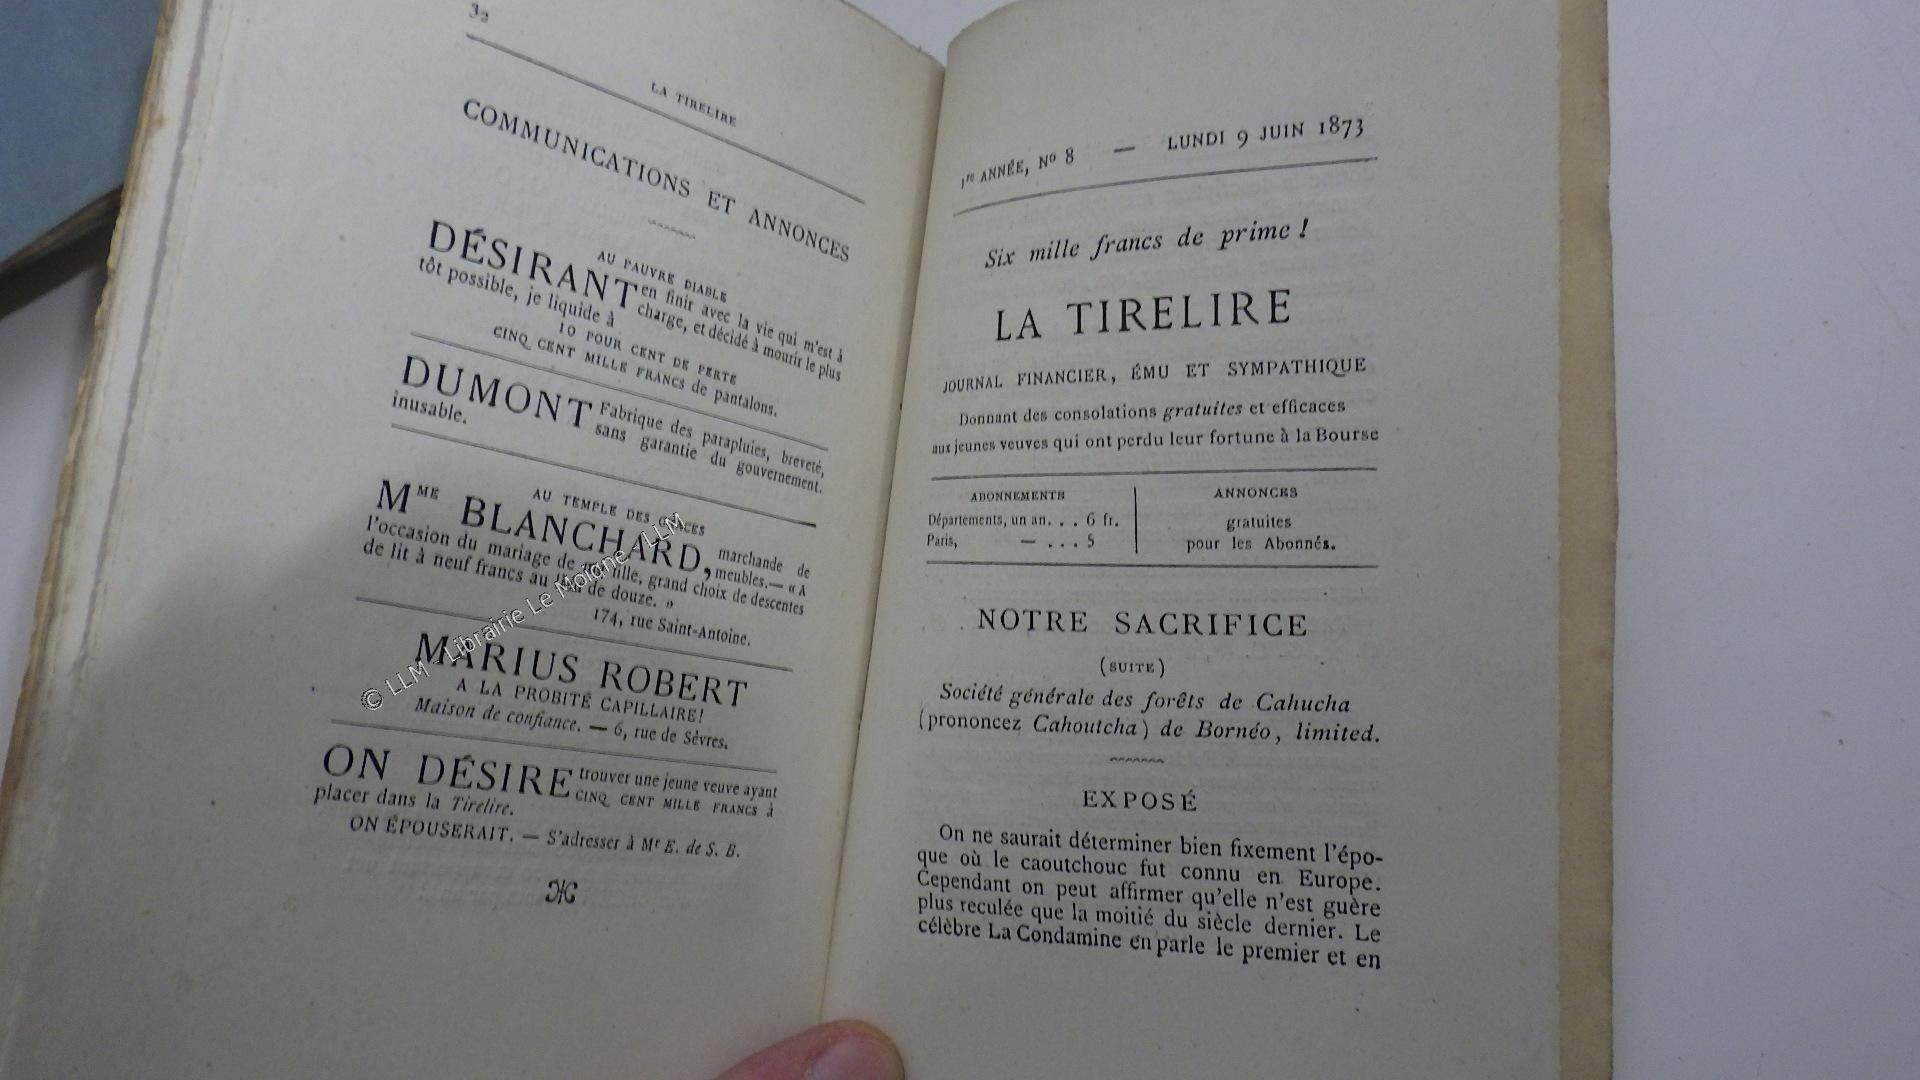 32
LA TIRELIRE
COMMUNICATIONS ET ANNONCES
AU PAUVRE DIABLE
DÉSIRANT en finir avec la vie qui m'est à
charge, et décidé à mourir le plus
tôt possible, je liquide à
10 POUR CENT DE PERTE
CINQ CENT MILLE FRANCS de pantalons.
DUMONT Fabrique des parapluies, breveté,
sans garantie du gouvernement.
inusable.
AU TEMPLE DES GRACES
MME BLANCHARD, marchande de
meubles.— « A
l'occasion du mariage de ma fille, grand choix de descentes
de lit à neuf francs au lieu de douze. »
174, rue Saint-Antoine.
MARIUS ROBERT
A LA PROBITÉ CAPILLAIRE!
Maison de confiance. — 6, rue de Sèvres.
ON DÉSIRE trouver une jeune veuve ayant
CINQ CENT MILLE FRANCS à
placer dans la Tirelire.
ON ÉPOUSERAIT. — S'adresser à Mr E. de S. B.
© LLM - Librairie Le Moiane - LLM
1re ANNÉE, No 8 — LUNDI 9 JUIN 1873
Six mille francs de prime !
LA TIRELIRE
JOURNAL FINANCIER, ÉMU ET SYMPATHIQUE
Donnant des consolations gratuites et efficaces
aux jeunes veuves qui ont perdu leur fortune à la Bourse
ABONNEMENTS
Départements, un an. . . 6 fr.
Paris, — . . . 5
ANNONCES
gratuites
pour les Abonnés.
NOTRE SACRIFICE
(SUITE)
Société générale des forêts de Cahucha
(prononcez Cahoutcha) de Bornéo, limited.
EXPOSÉ
On ne saurait déterminer bien fixement l'épo-
que où le caoutchouc fut connu en Europe.
Cependant on peut affirmer qu'elle n'est guère
plus reculée que la moitié du siècle dernier. Le
célèbre La Condamine en parle le premier et en